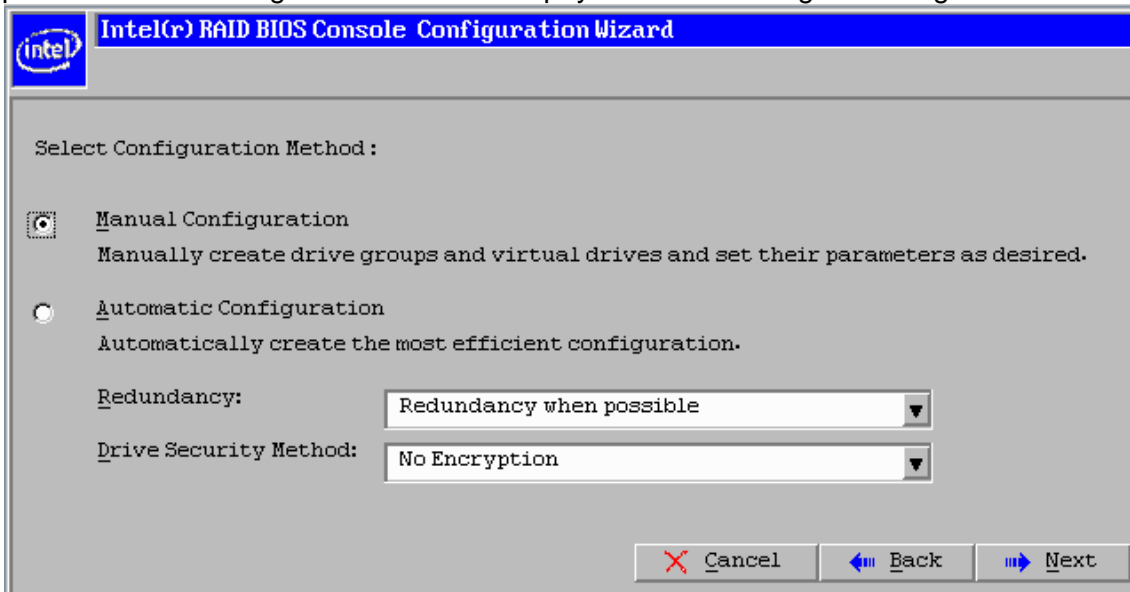 Intel(r) RAID BIOS Console Configuration Wizard
intel
Select Configuration Method:
Manual Configuration
Manually create drive groups and virtual drives and set their parameters as desired.
Automatic Configuration
Automatically create the most efficient configuration.
Redundancy: Redundancy when possible
Drive Security Method: No Encryption
Cancel Back Next